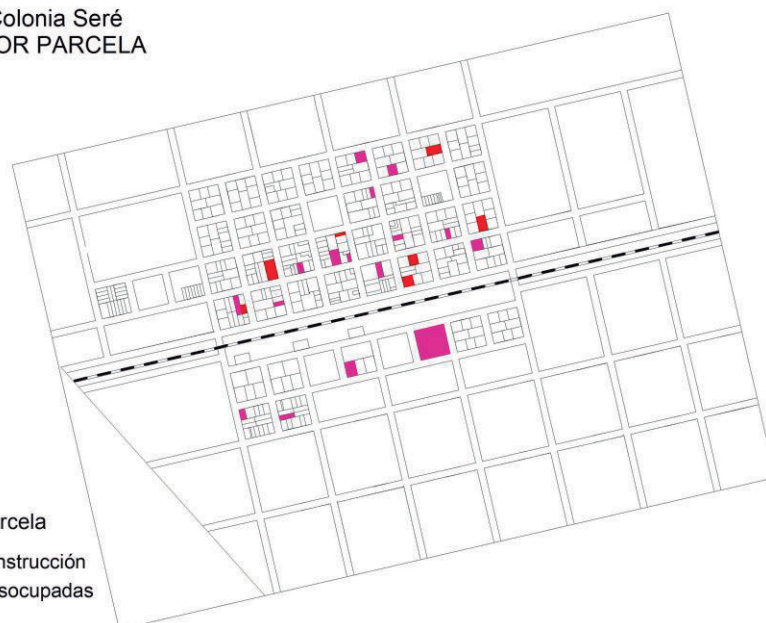 Colonia Seré
OR PARCELA
rcela
nstrucción
socupadas